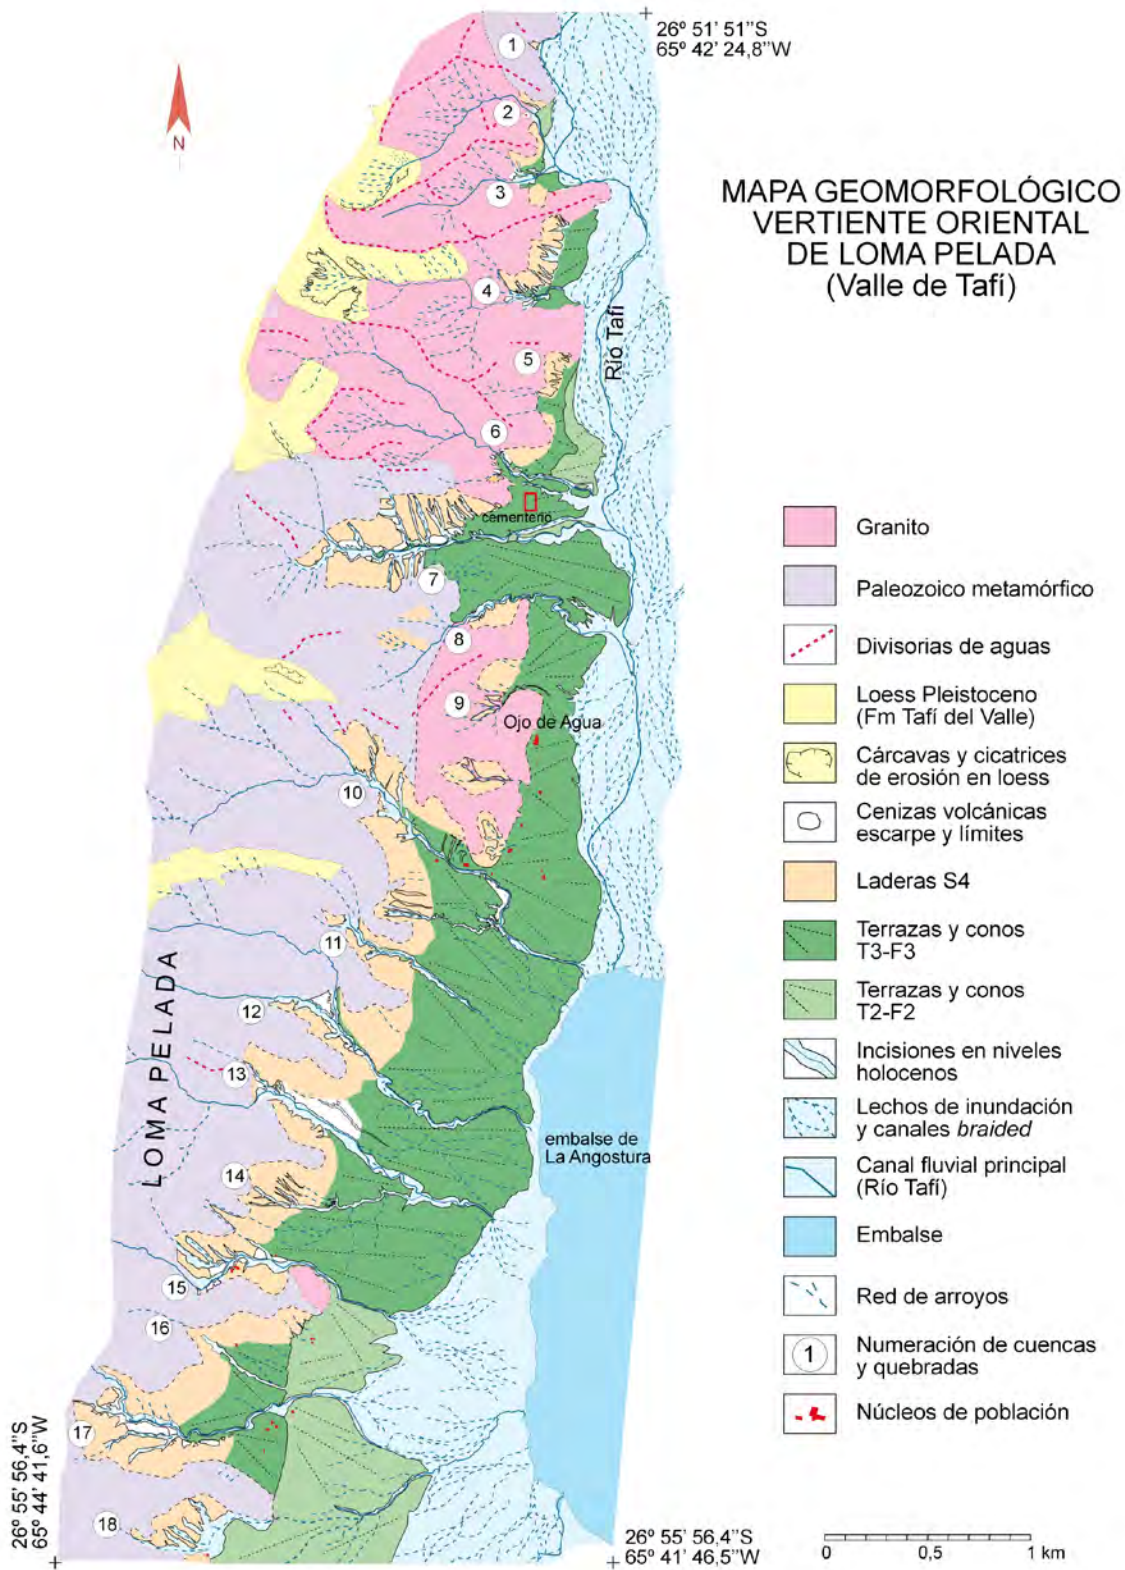 26º 51' 51"S
65º 42' 24,8"W
N
MAPA GEOMORFOLÓGICO
VERTIENTE ORIENTAL
DE LOMA PELADA
(Valle de Tafí)
1
2
3
4
5
6
7
8
9
10
11
12
13
14
15
16
17
18
Río Tafí
cementerio
Ojo de Agua
LOMA PELADA
embalse de
La Angostura
Granito
Paleozoico metamórfico
Divisorias de aguas
Loess Pleistoceno
(Fm Tafí del Valle)
Cárcavas y cicatrices
de erosión en loess
Cenizas volcánicas
escarpe y límites
Laderas S4
Terrazas y conos
T3-F3
Terrazas y conos
T2-F2
Incisiones en niveles
holocenos
Lechos de inundación
y canales braided
Canal fluvial principal
(Río Tafí)
Embalse
Red de arroyos
1
Numeración de cuencas
y quebradas
Núcleos de población
26º 55' 56,4"S
65º 44' 41,6"W
26º 55' 56,4"S
65º 41' 46,5"W
0 0,5 1 km